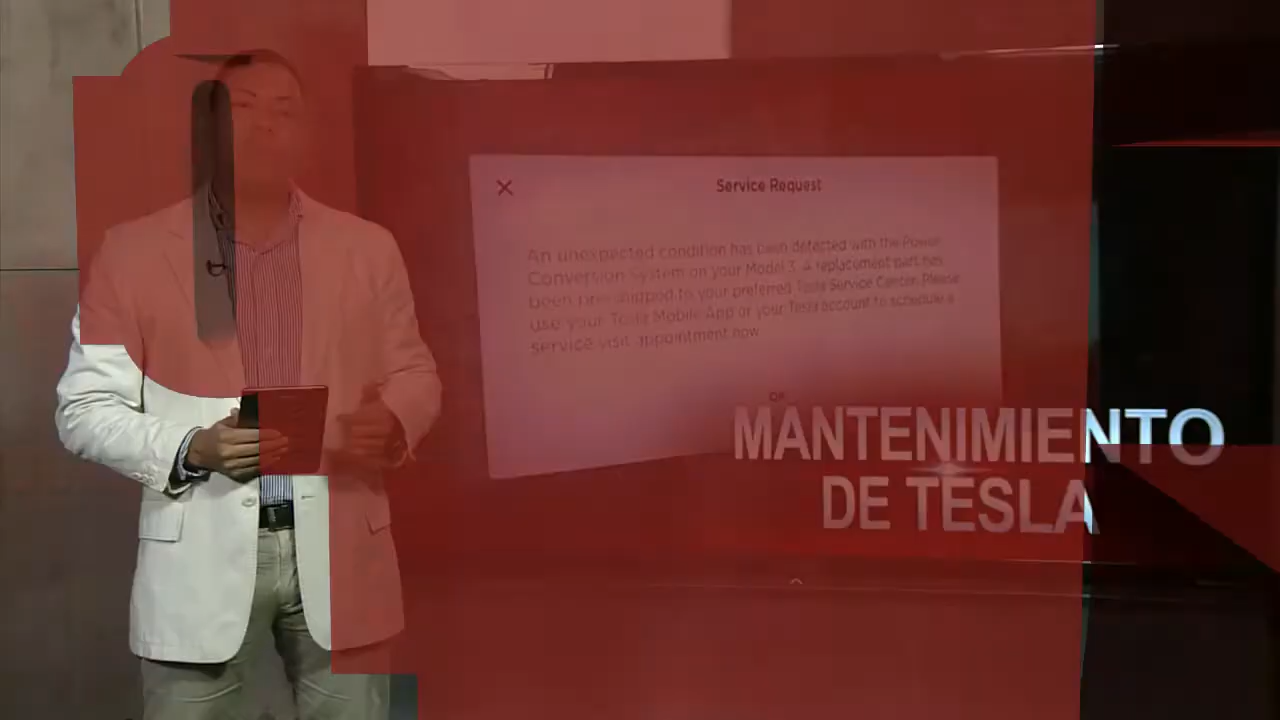 Service Request
An unexpected condition has been detected with the Power
Conversion System on your Model 3. A replacement part has
been pre-shipped to your preferred Tesla Service Center. Please
use your Tesla Mobile App or your Tesla account to schedule a
service visit appointment now
OK
MANTENIMIENTO
DE TESLA